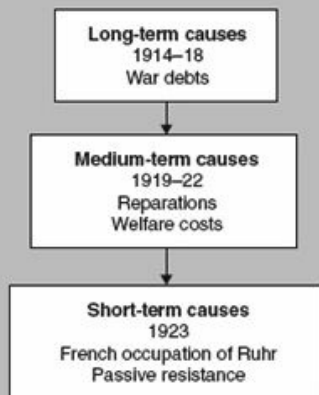 Long-term causes
1914–18
War debts
Medium-term causes
1919–22
Reparations
Welfare costs
Short-term causes
1923
French occupation of Ruhr
Passive resistance